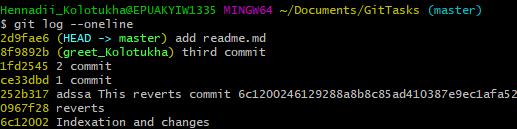 Hennadii_Kolotukha@EPUAKYIW1335 MINGW64 ~/Documents/GitTasks (master)
$ git log --oneline
2d9fae6 (HEAD -> master) add readme.md
8f9892b (greet_Kolotukha) third commit
1fd2545 2 commit
ce33dbd 1 commit
252b317 adssa This reverts commit 6c1200246129288a8b8c85ad410387e9ec1afa52
0967f28 reverts
6c12002 Indexation and changes